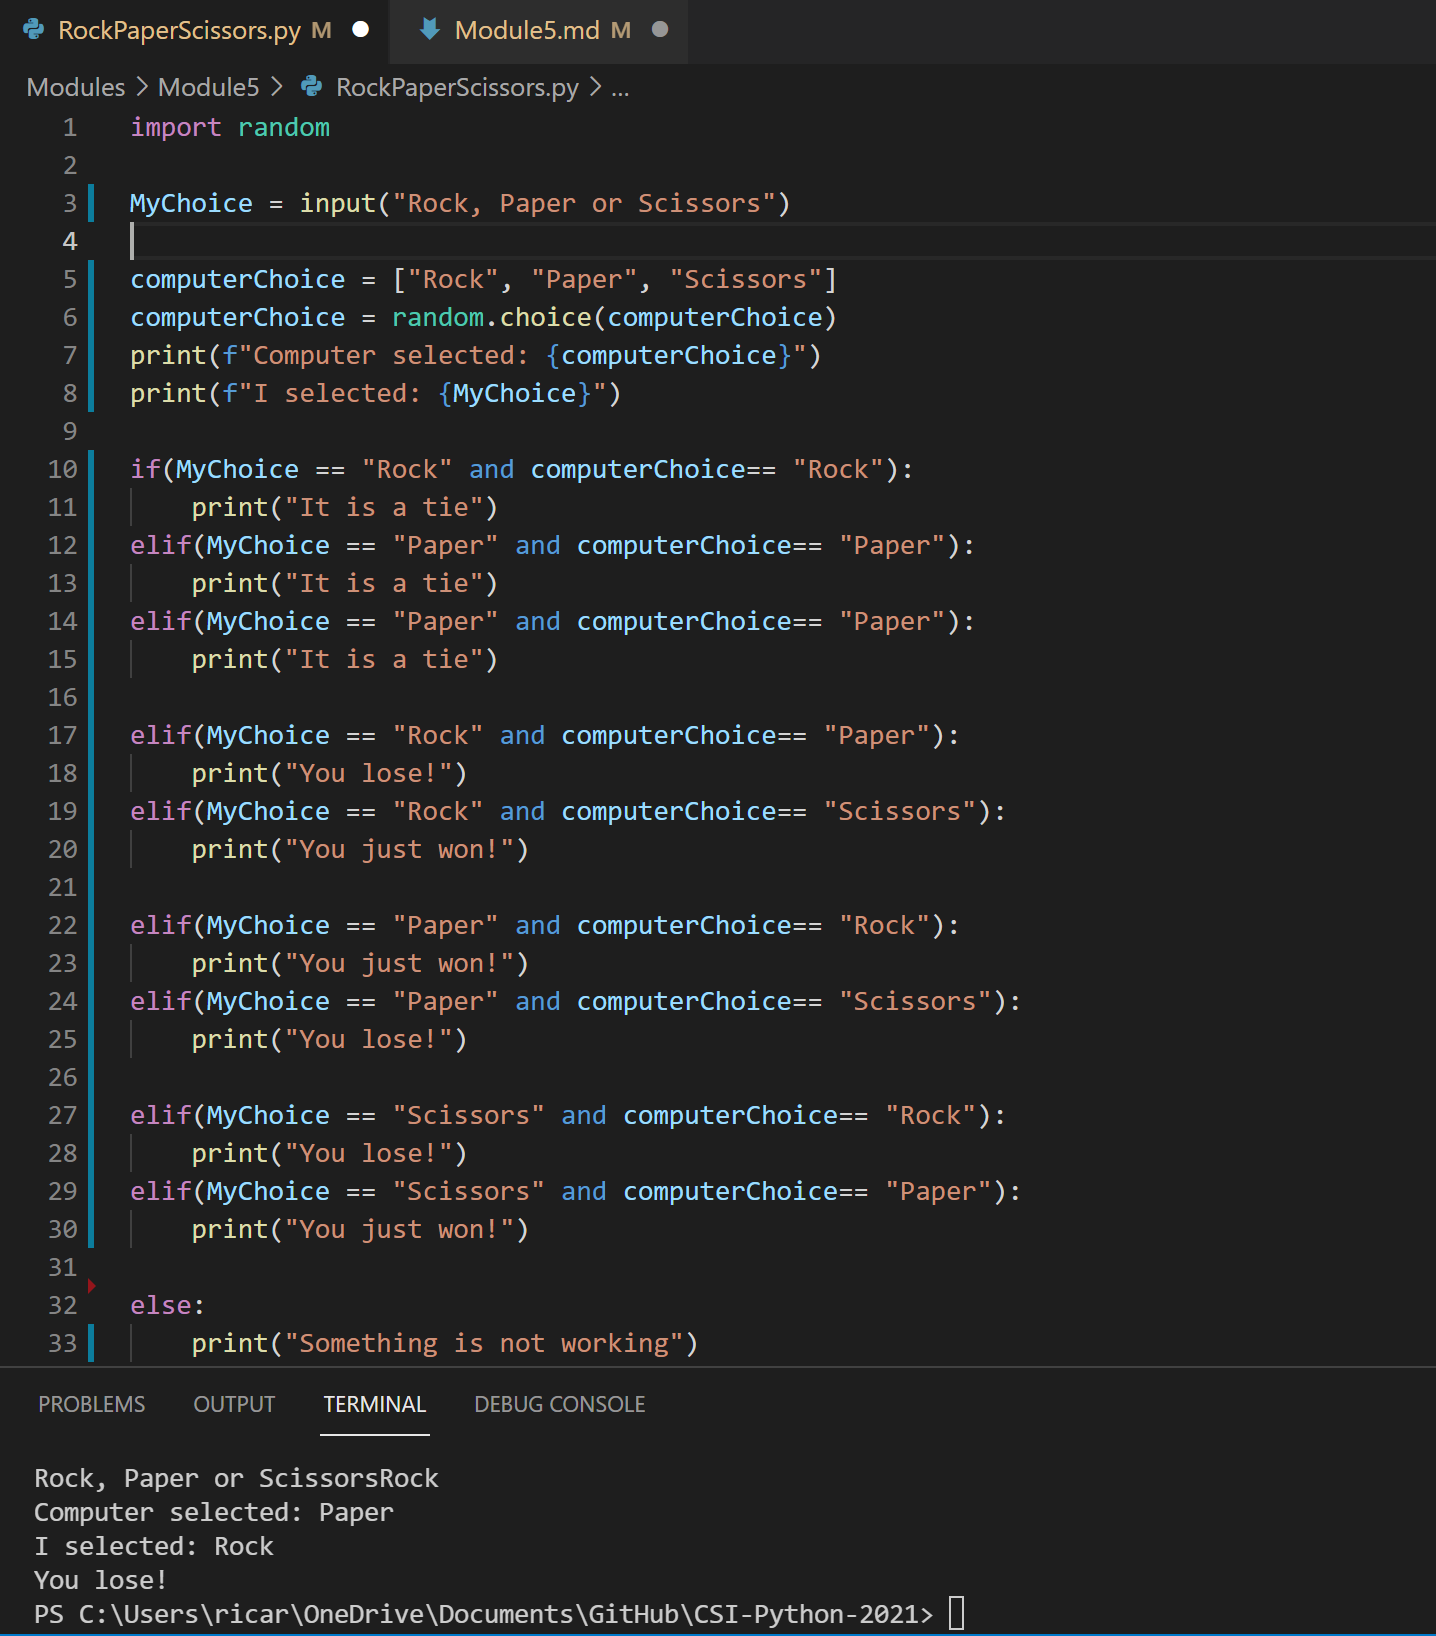 RockPaperScissors.py M
Module5.md M
Modules > Module5 > RockPaperScissors.py > ...
1 import random
2
3 MyChoice = input("Rock, Paper or Scissors")
4
5 computerChoice = ["Rock", "Paper", "Scissors"]
6 computerChoice = random.choice(computerChoice)
7 print(f"Computer selected: {computerChoice}")
8 print(f"I selected: {MyChoice}")
9
10 if(MyChoice == "Rock" and computerChoice== "Rock"):
11     print("It is a tie")
12 elif(MyChoice == "Paper" and computerChoice== "Paper"):
13     print("It is a tie")
14 elif(MyChoice == "Paper" and computerChoice== "Paper"):
15     print("It is a tie")
16
17 elif(MyChoice == "Rock" and computerChoice== "Paper"):
18     print("You lose!")
19 elif(MyChoice == "Rock" and computerChoice== "Scissors"):
20     print("You just won!")
21
22 elif(MyChoice == "Paper" and computerChoice== "Rock"):
23     print("You just won!")
24 elif(MyChoice == "Paper" and computerChoice== "Scissors"):
25     print("You lose!")
26
27 elif(MyChoice == "Scissors" and computerChoice== "Rock"):
28     print("You lose!")
29 elif(MyChoice == "Scissors" and computerChoice== "Paper"):
30     print("You just won!")
31
32 else:
33     print("Something is not working")
PROBLEMS OUTPUT TERMINAL DEBUG CONSOLE
Rock, Paper or ScissorsRock
Computer selected: Paper
I selected: Rock
You lose!
PS C:\Users\ricar\OneDrive\Documents\GitHub\CSI-Python-2021>